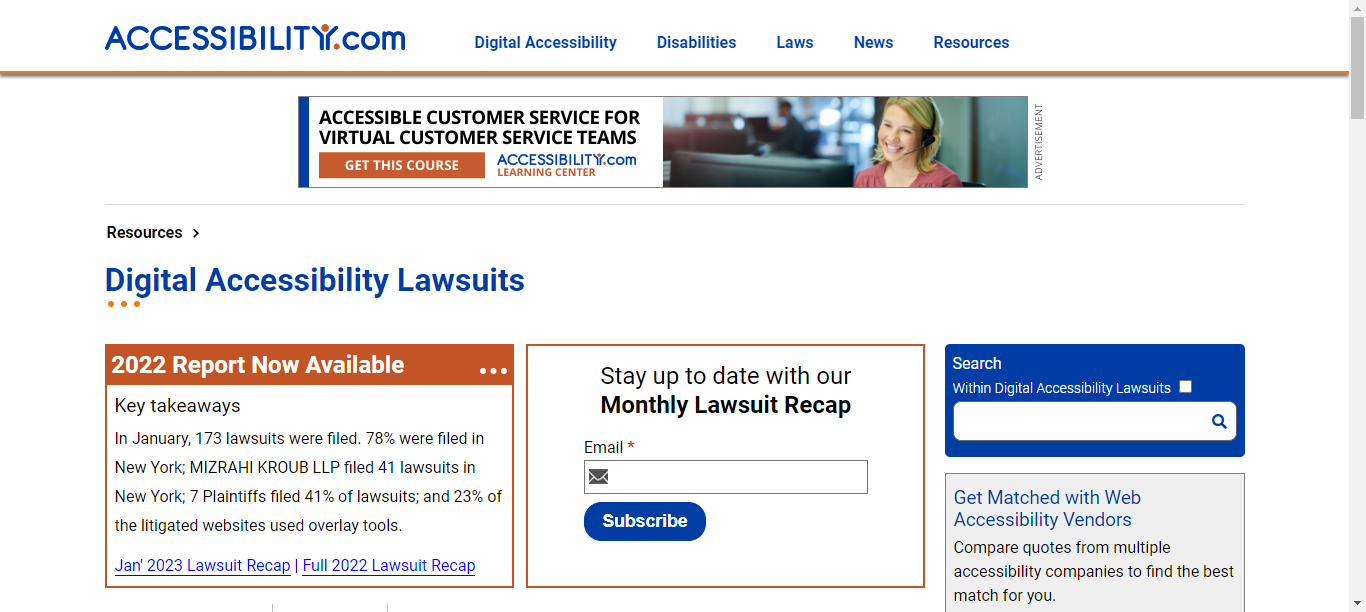 ACCESSIBILITY.com
Digital Accessibility
Disabilities
Laws
News
Resources
ACCESSIBLE CUSTOMER SERVICE FOR
VIRTUAL CUSTOMER SERVICE TEAMS
GET THIS COURSE
ACCESSIBILITY.com
LEARNING CENTER
ADVERTISEMENT
Resources
Digital Accessibility Lawsuits
2022 Report Now Available
Key takeaways
In January, 173 lawsuits were filed. 78% were filed in
New York; MIZRAHI KROUB LLP filed 41 lawsuits in
New York; 7 Plaintiffs filed 41% of lawsuits; and 23% of
the litigated websites used overlay tools.
Jan' 2023 Lawsuit Recap | Full 2022 Lawsuit Recap
Stay up to date with our
Monthly Lawsuit Recap
Email *
Subscribe
Search
Within Digital Accessibility Lawsuits
Get Matched with Web
Accessibility Vendors
Compare quotes from multiple
accessibility companies to find the best
match for you.